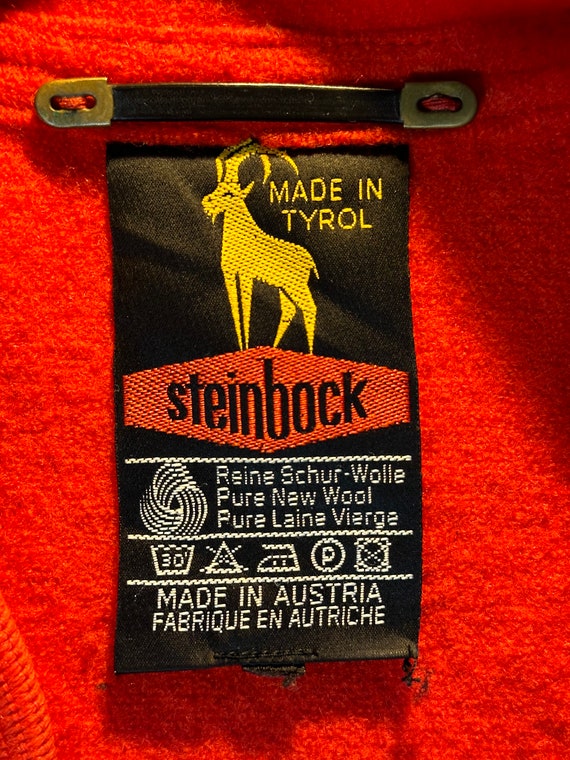 MADE IN
TYROL
steinbock
Reine Schur-Wolle
Pure New Wool
Pure Laine Vierge
30 P
MADE IN AUSTRIA
FABRIQUE EN AUTRICHE